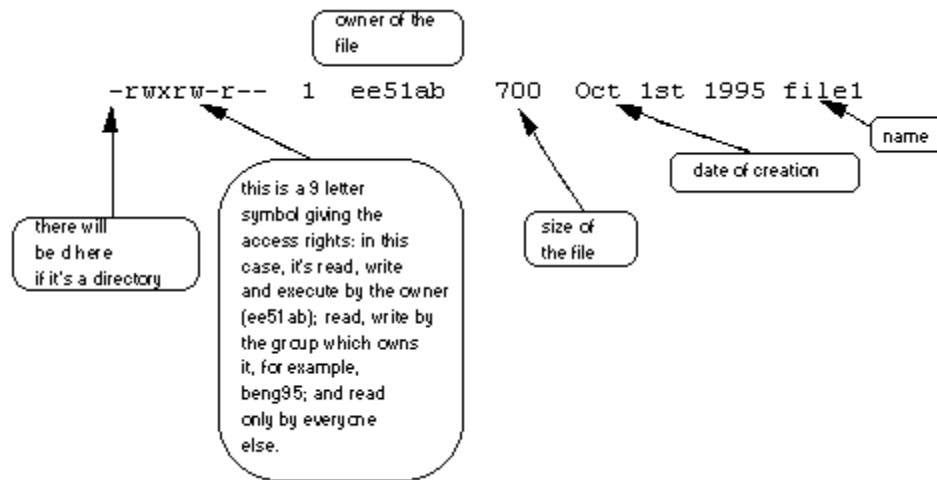 owner of the
file
-rwxrw-r-- 1 ee51ab 700 Oct 1st 1995 file1
name
date of creation
there will
be d here
if it's a directory
this is a 9 letter
symbol giving the
access rights: in this
case, it's read, write
and execute by the owner
(ee51ab); read, write by
the group which owns
it, for example,
beng95; and read
only by everyone
else.
size of
the file